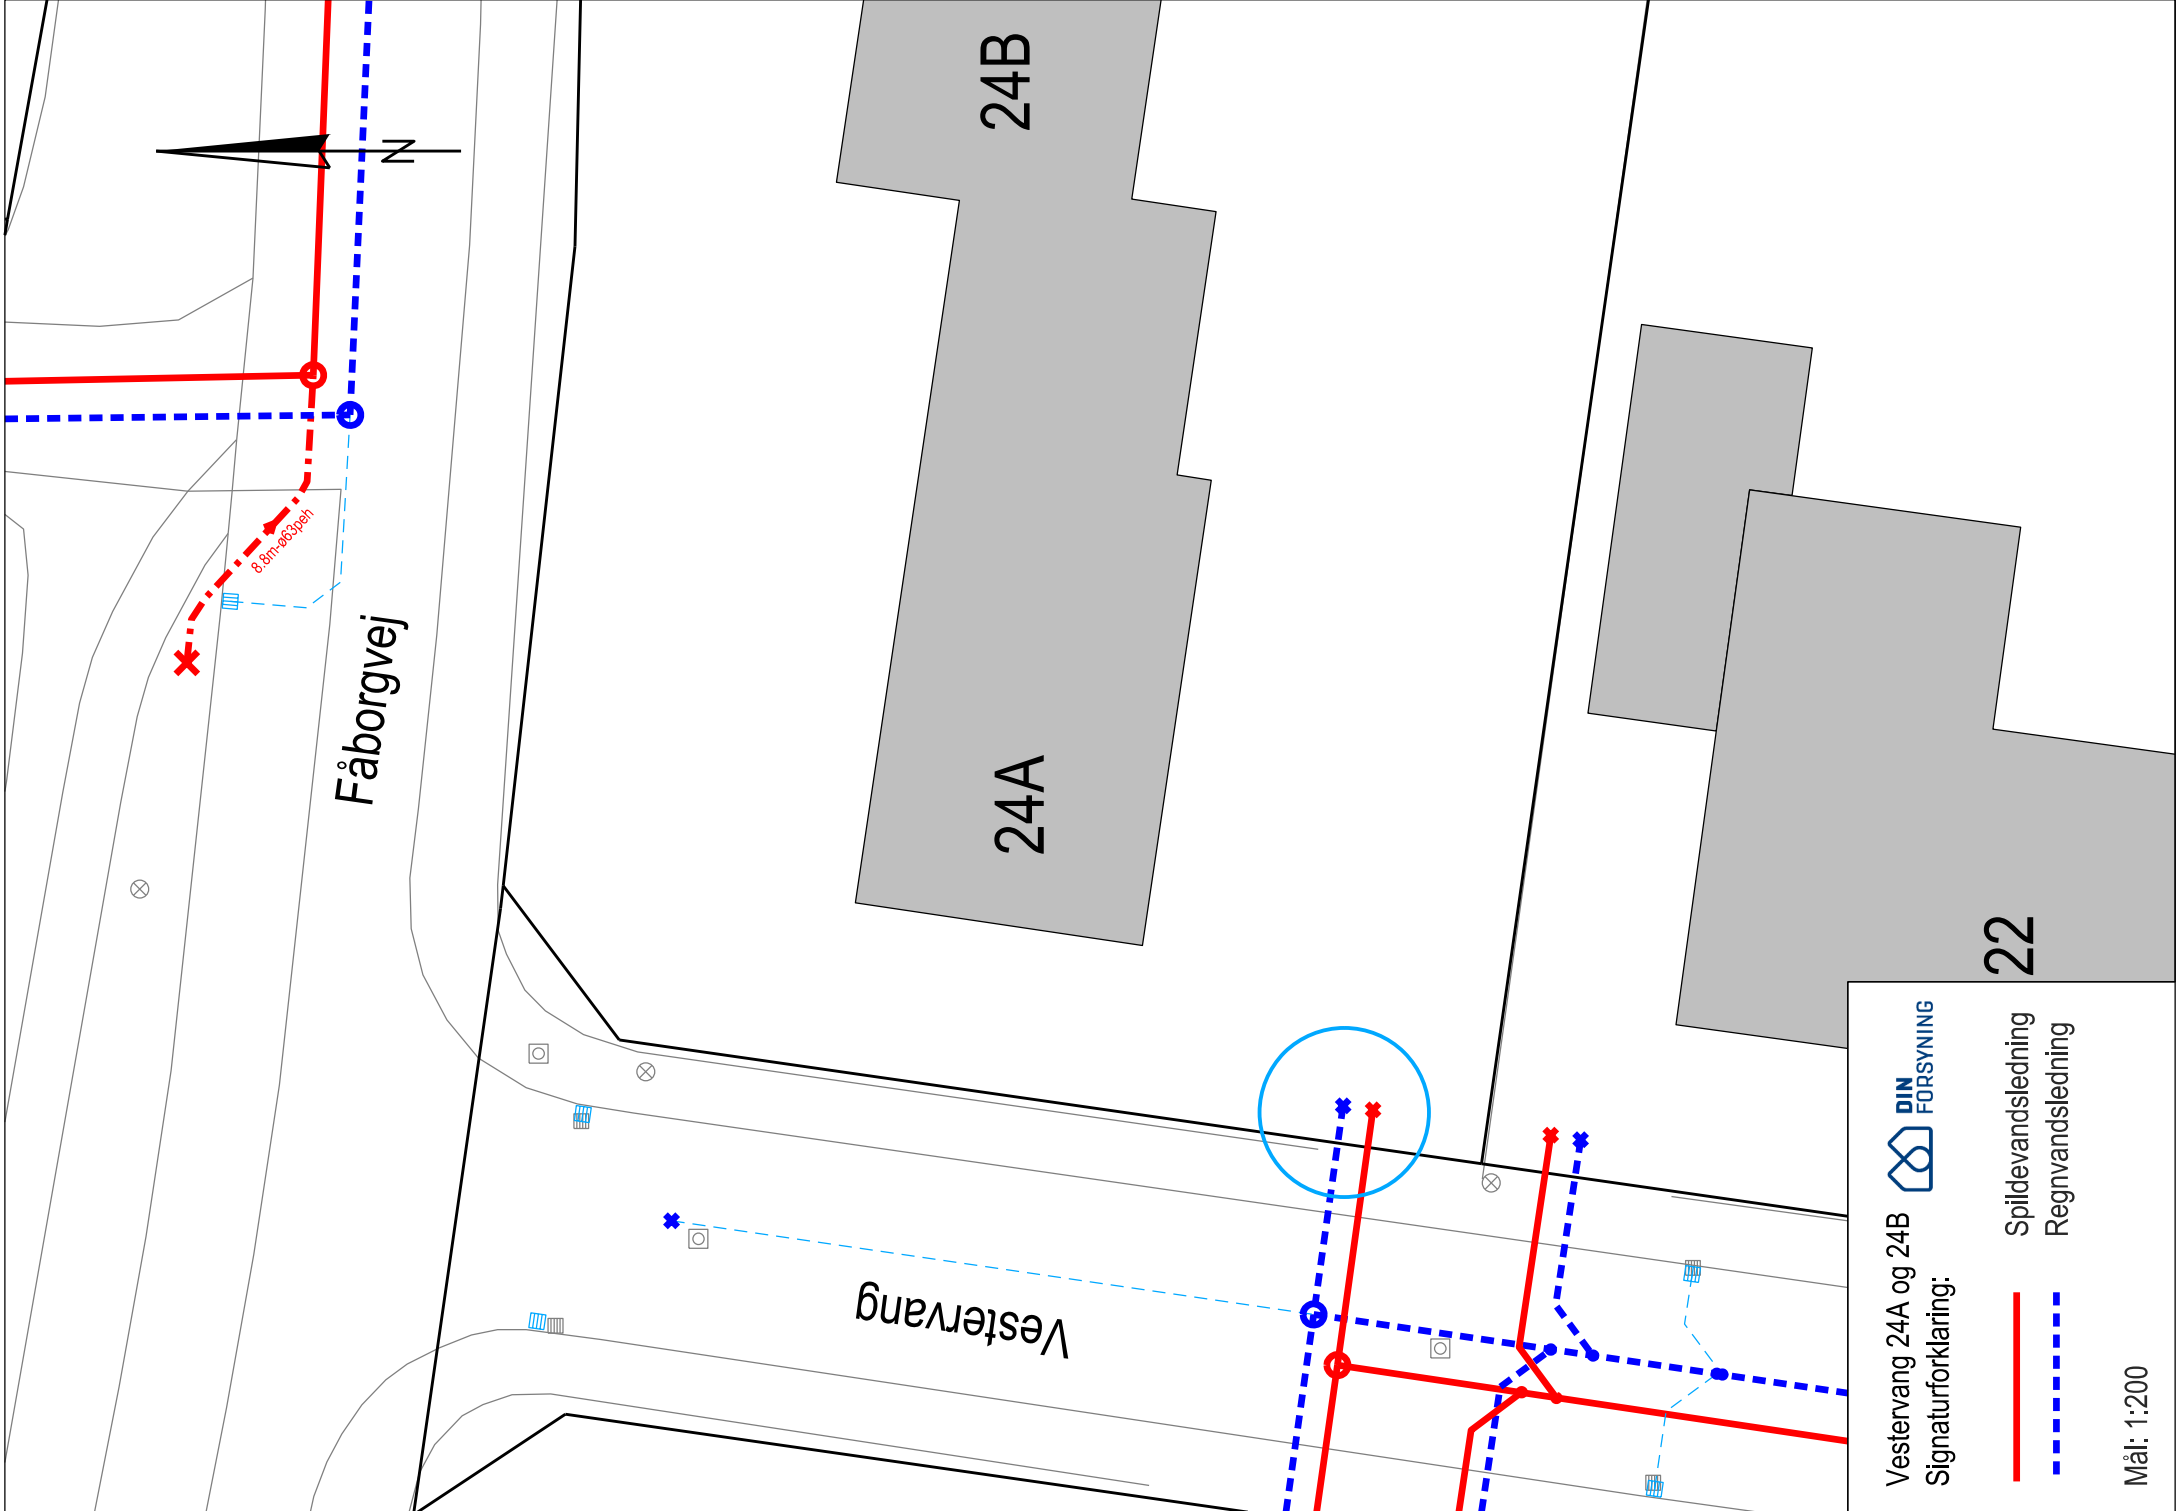 24B
N
8.8m-ø63peh
Fåborgvej
24A
22
Vestervang
Vestervang 24A og 24B
DIN
FORSYNING
Signaturforklaring:
Spildevandsledning
Regnvandsledning
Mål: 1:200